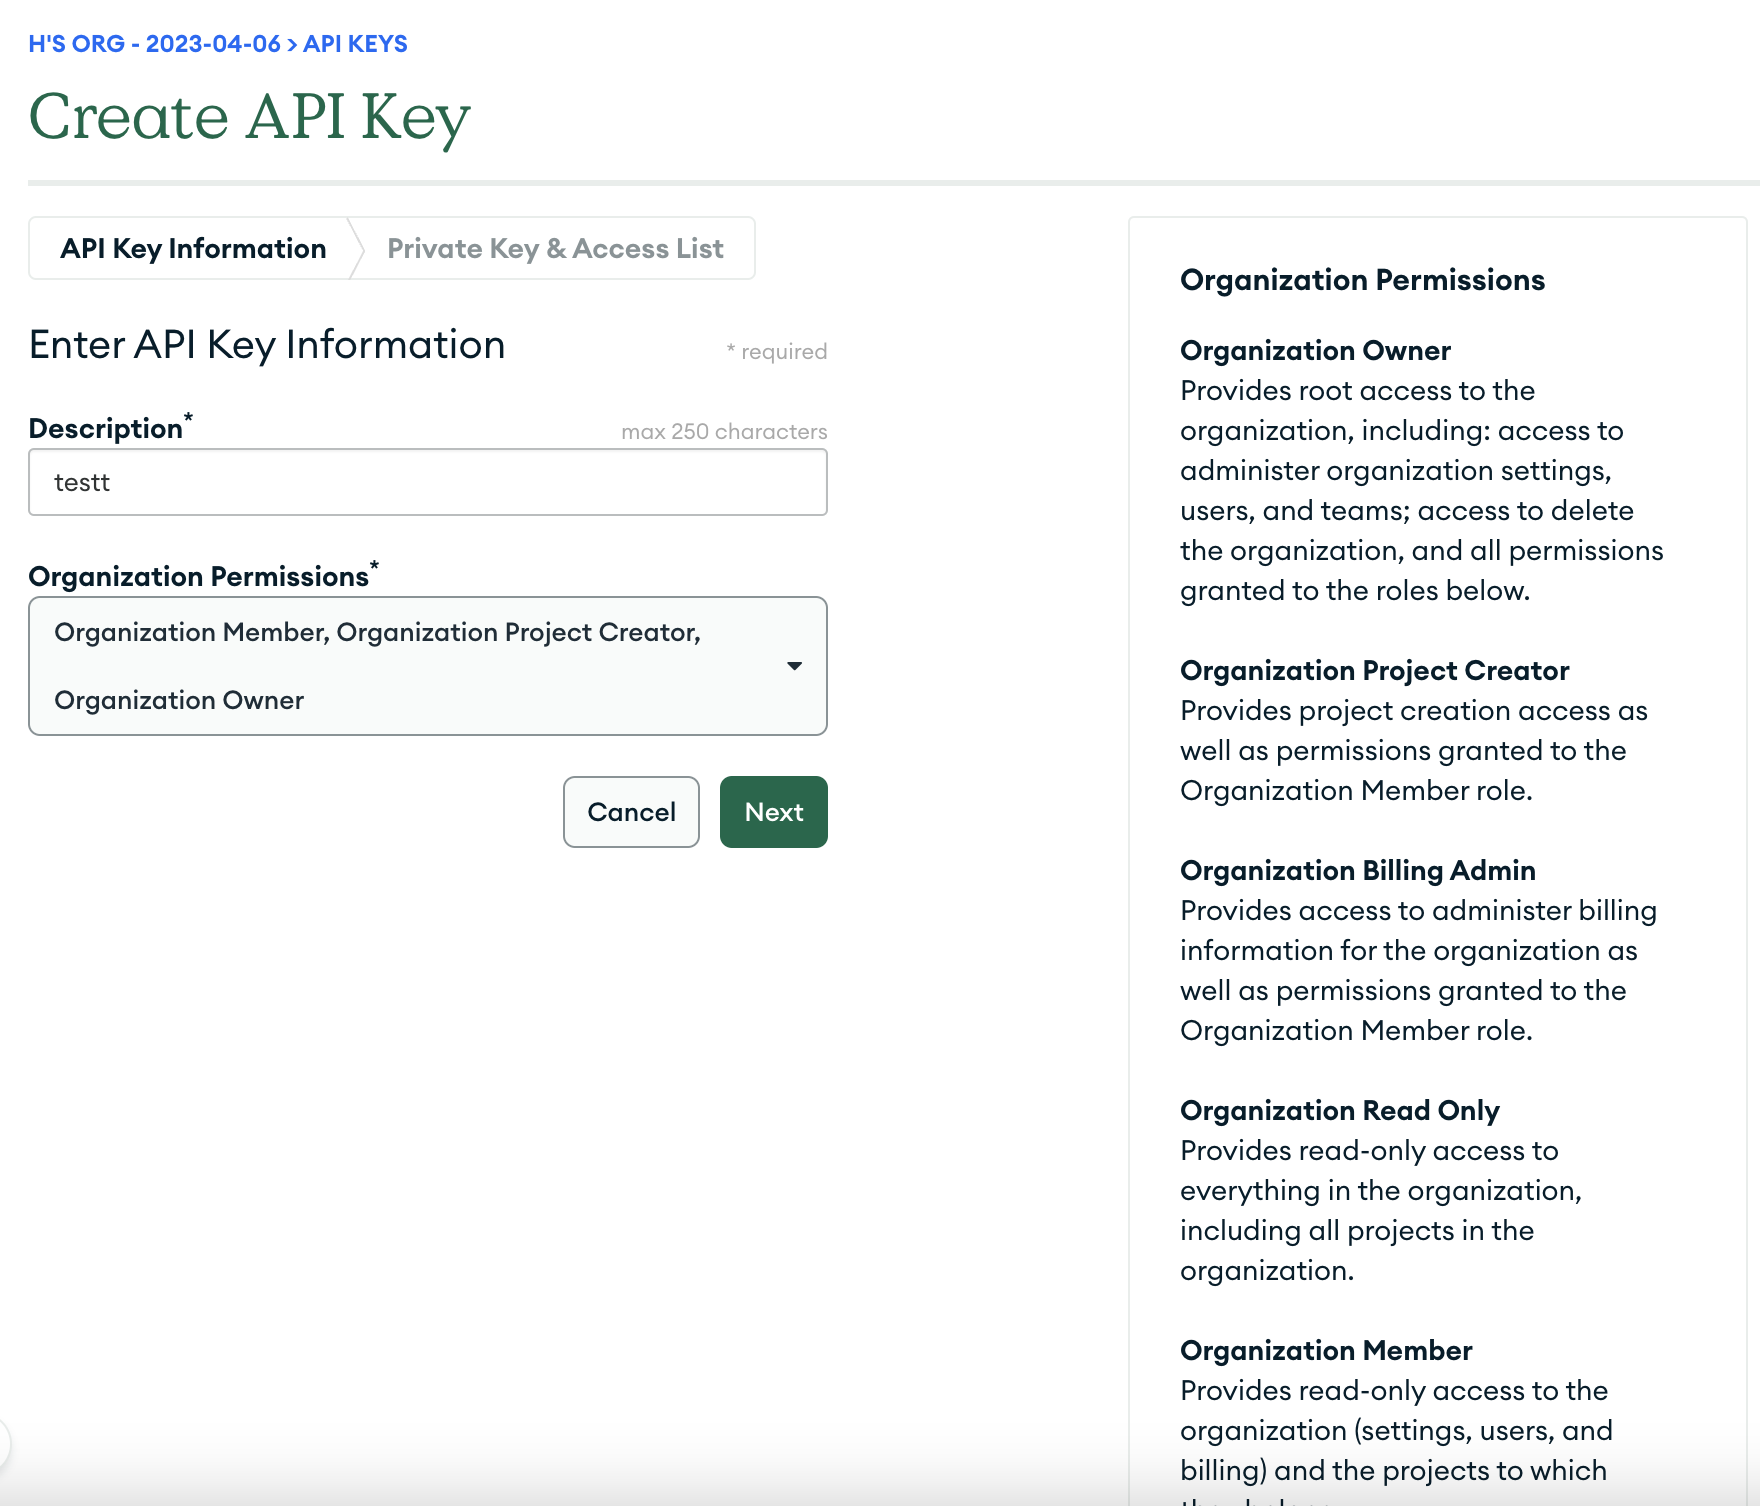 H'S ORG - 2023-04-06 > API KEYS
Create API Key
API Key Information
Private Key & Access List
Enter API Key Information
* required
Description*
max 250 characters
testt
Organization Permissions*
Organization Member, Organization Project Creator,
Organization Owner
Cancel
Next
Organization Permissions
Organization Owner
Provides root access to the
organization, including: access to
administer organization settings,
users, and teams; access to delete
the organization, and all permissions
granted to the roles below.
Organization Project Creator
Provides project creation access as
well as permissions granted to the
Organization Member role.
Organization Billing Admin
Provides access to administer billing
information for the organization as
well as permissions granted to the
Organization Member role.
Organization Read Only
Provides read-only access to
everything in the organization,
including all projects in the
organization.
Organization Member
Provides read-only access to the
organization (settings, users, and
billing) and the projects to which